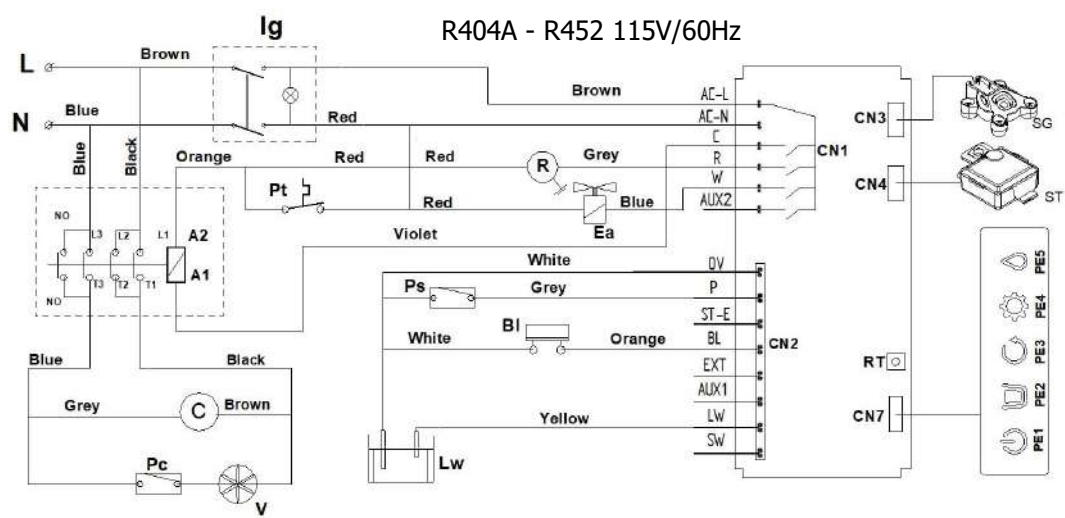 R404A - R452 115V/60Hz
Ig
L
Brown
Brown
AC-L
N
Blue
Red
AC-N
C
CN3
SG
Blue
Black
Orange
Red
Red
R
Grey
R
CN1
Pt
W
CN4
ST
Red
Ea
Blue
AUX2
NO
L3
L2
L1
A2
Violet
A1
White
0V
NO
T3
T2
T1
Ps
Grey
P
ST-E
White
Bl
Orange
BL
CN2
Blue
Black
EXT
RT
AUX1
Grey
C
Brown
Yellow
LW
CN7
SW
Lw
Pc
V
PE5
PE4
PE3
PE2
PE1